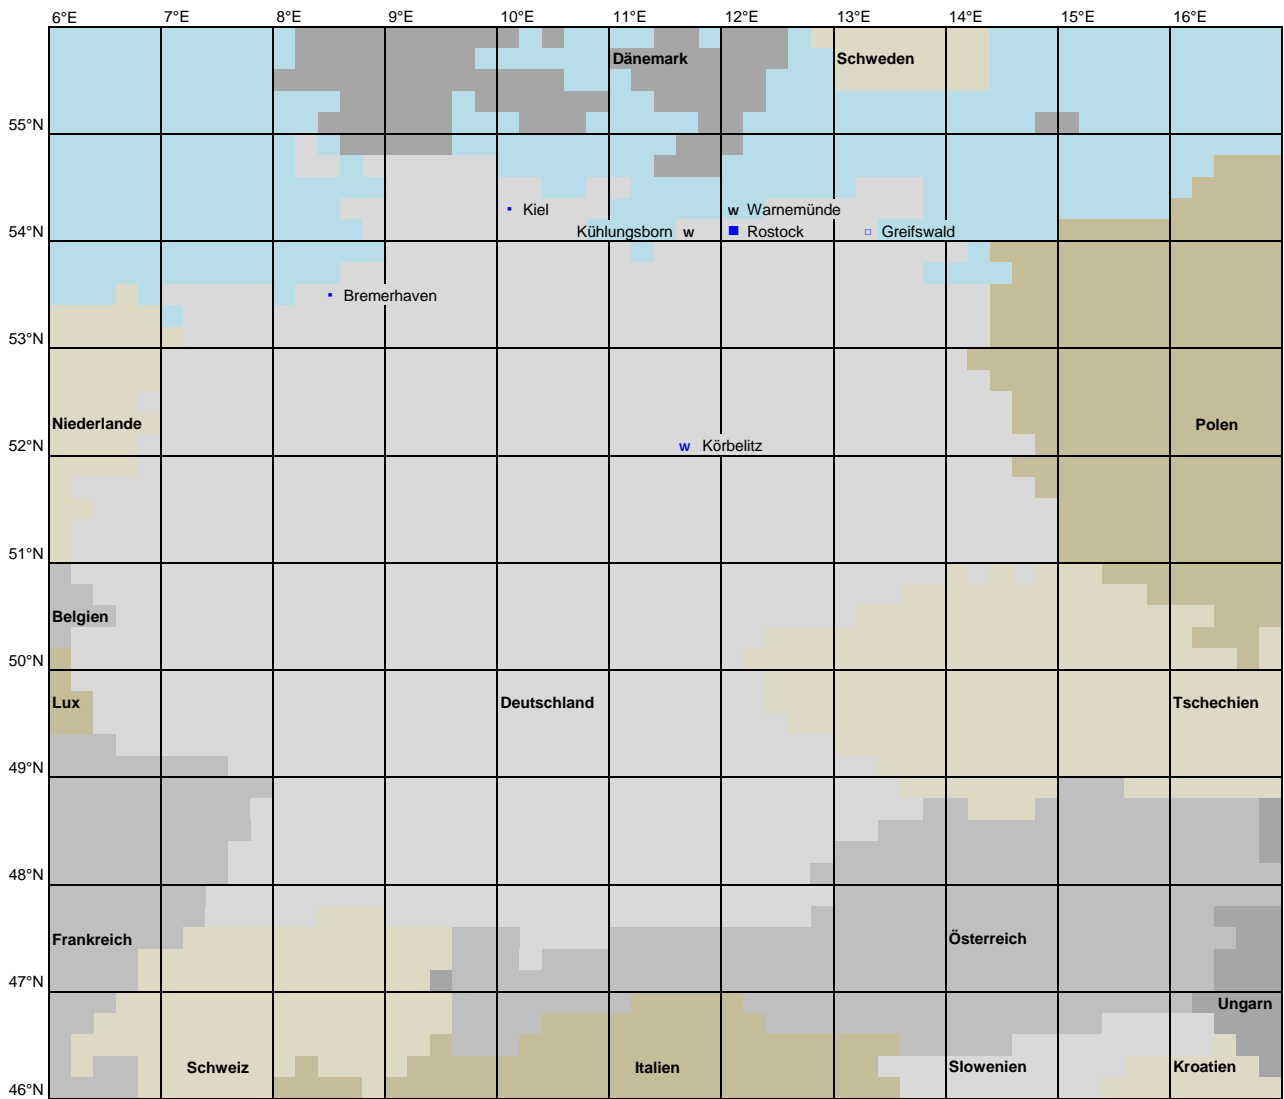 6°E 7°E 8°E 9°E 10°E 11°E 12°E 13°E 14°E 15°E 16°E
Dänemark Schweden
55°N
Kiel w Warnemünde
54°N Kühlungsborn w Rostock Greifswald
Bremerhaven
53°N
Niederlande Polen
52°N w Körbelitz
51°N
Belgien
50°N
Lux Deutschland Tschechien
49°N
48°N
Frankreich Österreich
47°N
Ungarn
Schweiz Italien Slowenien Kroatien
46°N